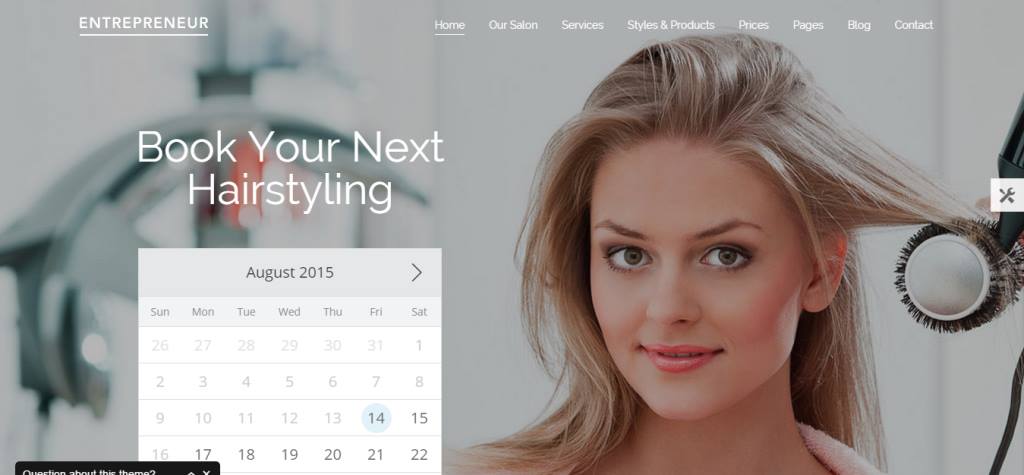 ENTREPRENEUR
Home Our Salon Services Styles & Products Prices Pages Blog Contact
Book Your Next
Hairstyling
August 2015
Sun Mon Tue Wed Thu Fri Sat
26 27 28 29 30 31 1
2 3 4 5 6 7 8
9 10 11 12 13 14 15
16 17 18 19 20 21 22
Question about this theme?